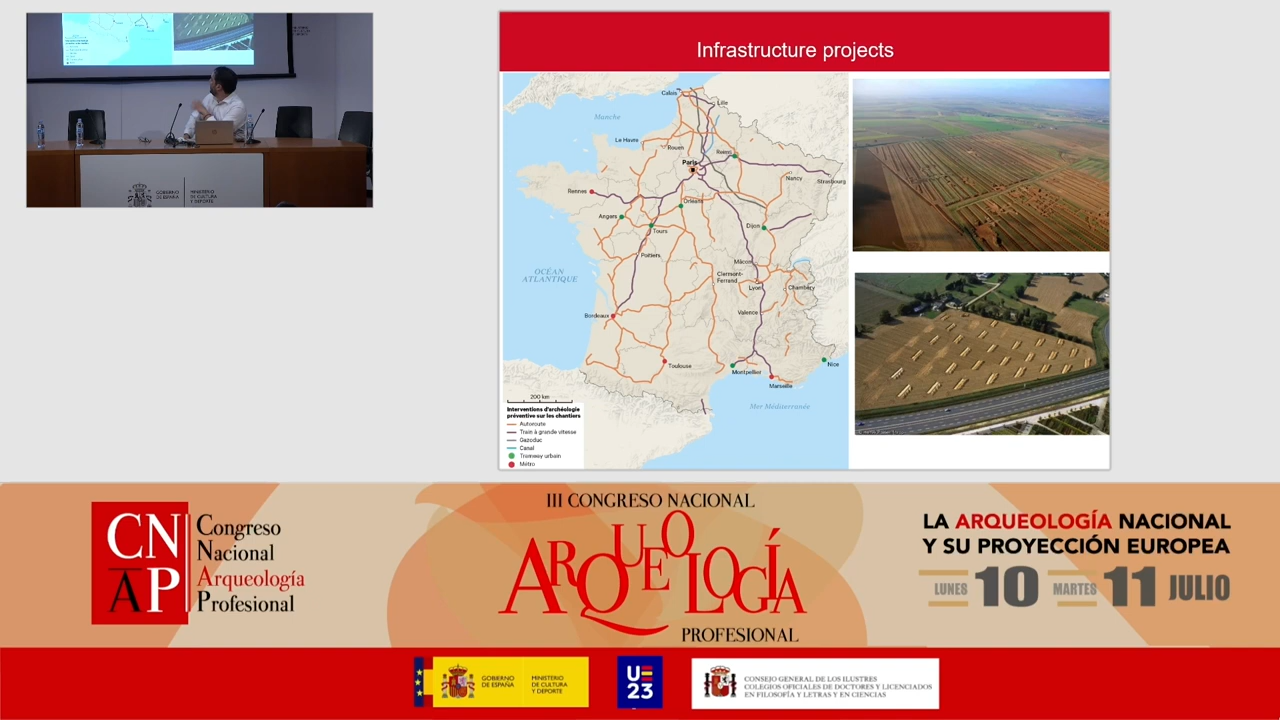 GOBIERNO
DE ESPAÑA
MINISTERIO
DE CULTURA
Y DEPORTE
Infrastructure projects
Calais
Lille
Manche
Le Havre
Rouen
Reims
Paris
Nancy
Strasbourg
Rennes
Orléans
Angers
Tours
Dijon
Poitiers
Mâcon
OCÉAN
ATLANTIQUE
Clermont-
Ferrand
Lyon
Chambéry
Bordeaux
Valence
Toulouse
Montpellier
Nice
Marseille
Mer Méditerranée
200 km
Interventions d'archéologie
préventive sur les chantiers
Autoroute
Train à grande vitesse
Gazoduc
Canal
Tramway urbain
Métro
CN
AP
Congreso
Nacional
Arqueología
Profesional
III CONGRESO NACIONAL
ARQUEOLOGÍA
PROFESIONAL
LA ARQUEOLOGÍA NACIONAL
Y SU PROYECCIÓN EUROPEA
LUNES 10 MARTES 11 JULIO
GOBIERNO
DE ESPAÑA
MINISTERIO
DE CULTURA
Y DEPORTE
UE
23
CONSEJO GENERAL DE LOS ILUSTRES
COLEGIOS OFICIALES DE DOCTORES Y LICENCIADOS
EN FILOSOFÍA Y LETRAS Y EN CIENCIAS